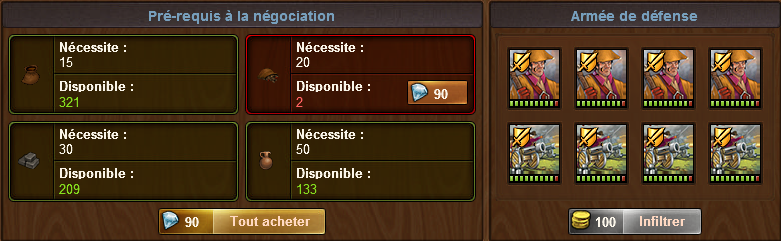 Pré-requis à la négociation
Nécessite :
15
Disponible :
321
Nécessite :
20
Disponible :
2
90
Nécessite :
30
Disponible :
209
Nécessite :
50
Disponible :
133
90 Tout acheter
Armée de défense
100 Infiltrer